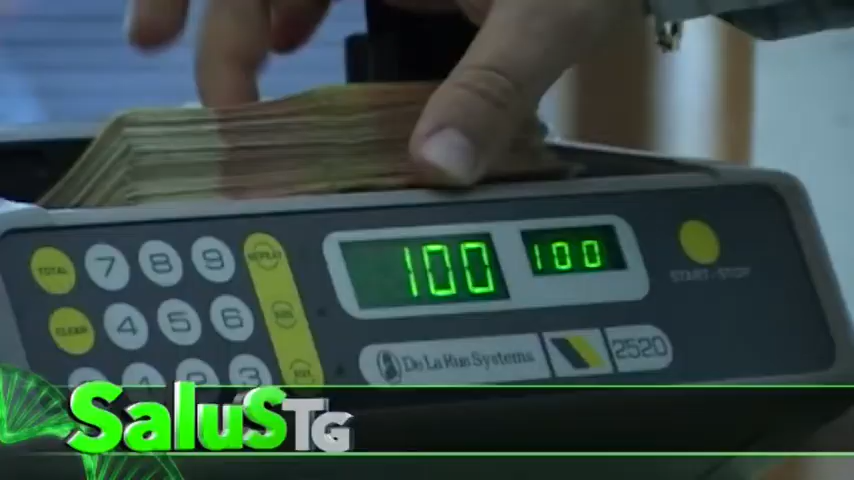 100 100
TOTAL 7 8 9 REPEAT
START - STOP
CLEAR 4 5 6
De La Rue Systems 2520
3
SaluS TG